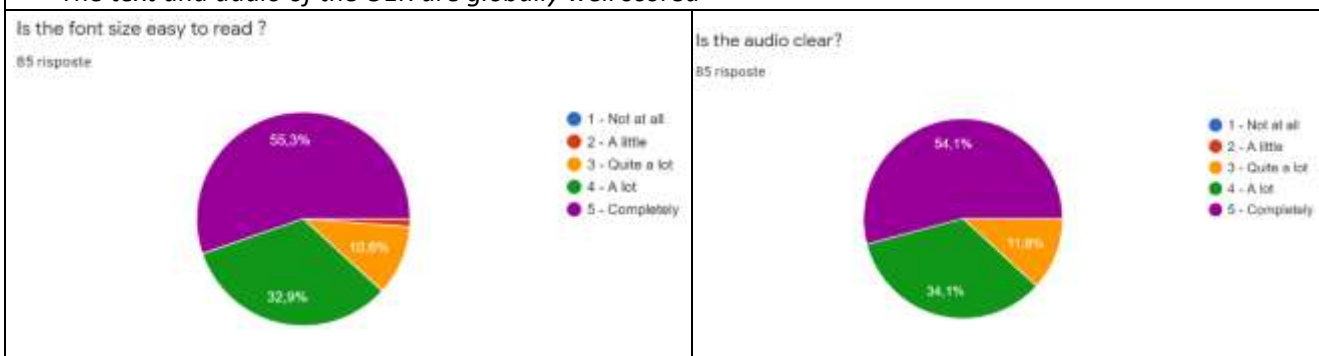 The text and audio of the OER are globally well scored
Is the font size easy to read ?
85 risposte
55,3%
10,6%
32,9%
1 - Not at all
2 - A little
3 - Quite a lot
4 - A lot
5 - Completely
Is the audio clear?
85 risposte
54,1%
11,8%
34,1%
1 - Not at all
2 - A little
3 - Quite a lot
4 - A lot
5 - Completely